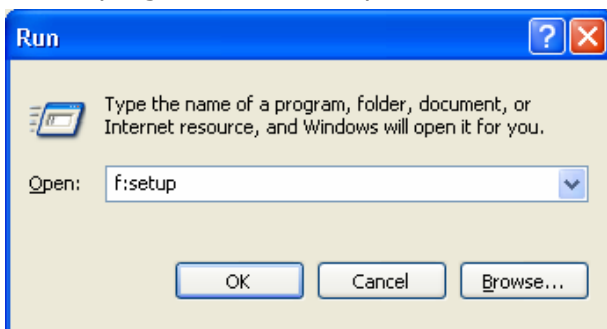 Run
Type the name of a program, folder, document, or
Internet resource, and Windows will open it for you.
Open: f:setup
OK Cancel Browse...